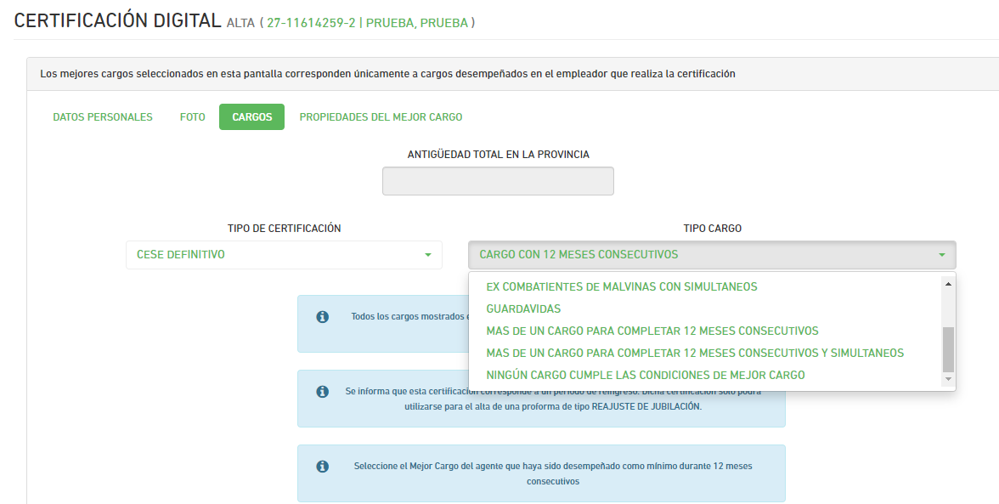 CERTIFICACIÓN DIGITAL ALTA ( 27-11614259-2 | PRUEBA, PRUEBA )
Los mejores cargos seleccionados en esta pantalla corresponden únicamente a cargos desempeñados en el empleador que realiza la certificación
DATOS PERSONALES FOTO CARGOS PROPIEDADES DEL MEJOR CARGO
ANTIGÜEDAD TOTAL EN LA PROVINCIA
TIPO DE CERTIFICACIÓN TIPO CARGO
CESE DEFINITIVO CARGO CON 12 MESES CONSECUTIVOS
EX COMBATIENTES DE MALVINAS CON SIMULTANEOS
GUARDAVIDAS
MAS DE UN CARGO PARA COMPLETAR 12 MESES CONSECUTIVOS
MAS DE UN CARGO PARA COMPLETAR 12 MESES CONSECUTIVOS Y SIMULTANEOS
NINGÚN CARGO CUMPLE LAS CONDICIONES DE MEJOR CARGO
Todos los cargos mostrados
Se informa que esta certificación corresponde a un período de reingreso. Dicha certificación sólo podrá
utilizarse para el alta de una proforma de tipo REAJUSTE DE JUBILACIÓN.
Seleccione el Mejor Cargo del agente que haya sido desempeñado como mínimo durante 12 meses
consecutivos